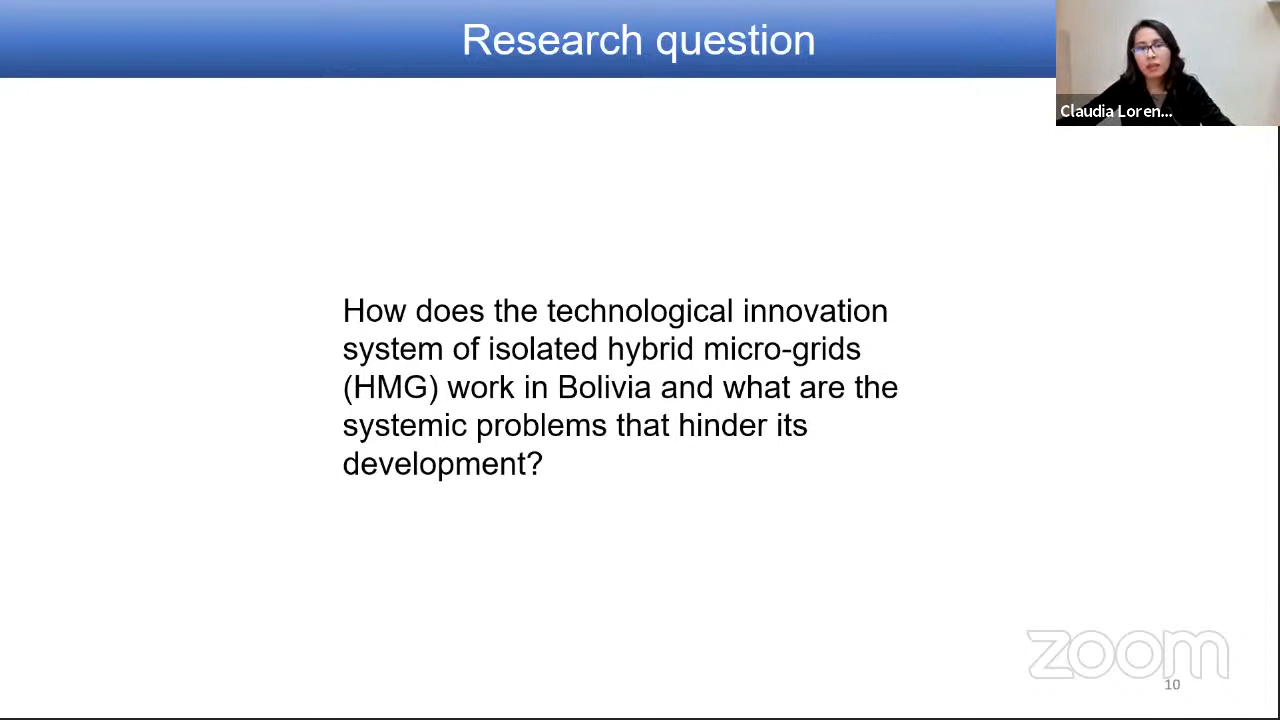 Research question
Claudia Loren...
How does the technological innovation
system of isolated hybrid micro-grids
(HMG) work in Bolivia and what are the
systemic problems that hinder its
development?
zoom
10